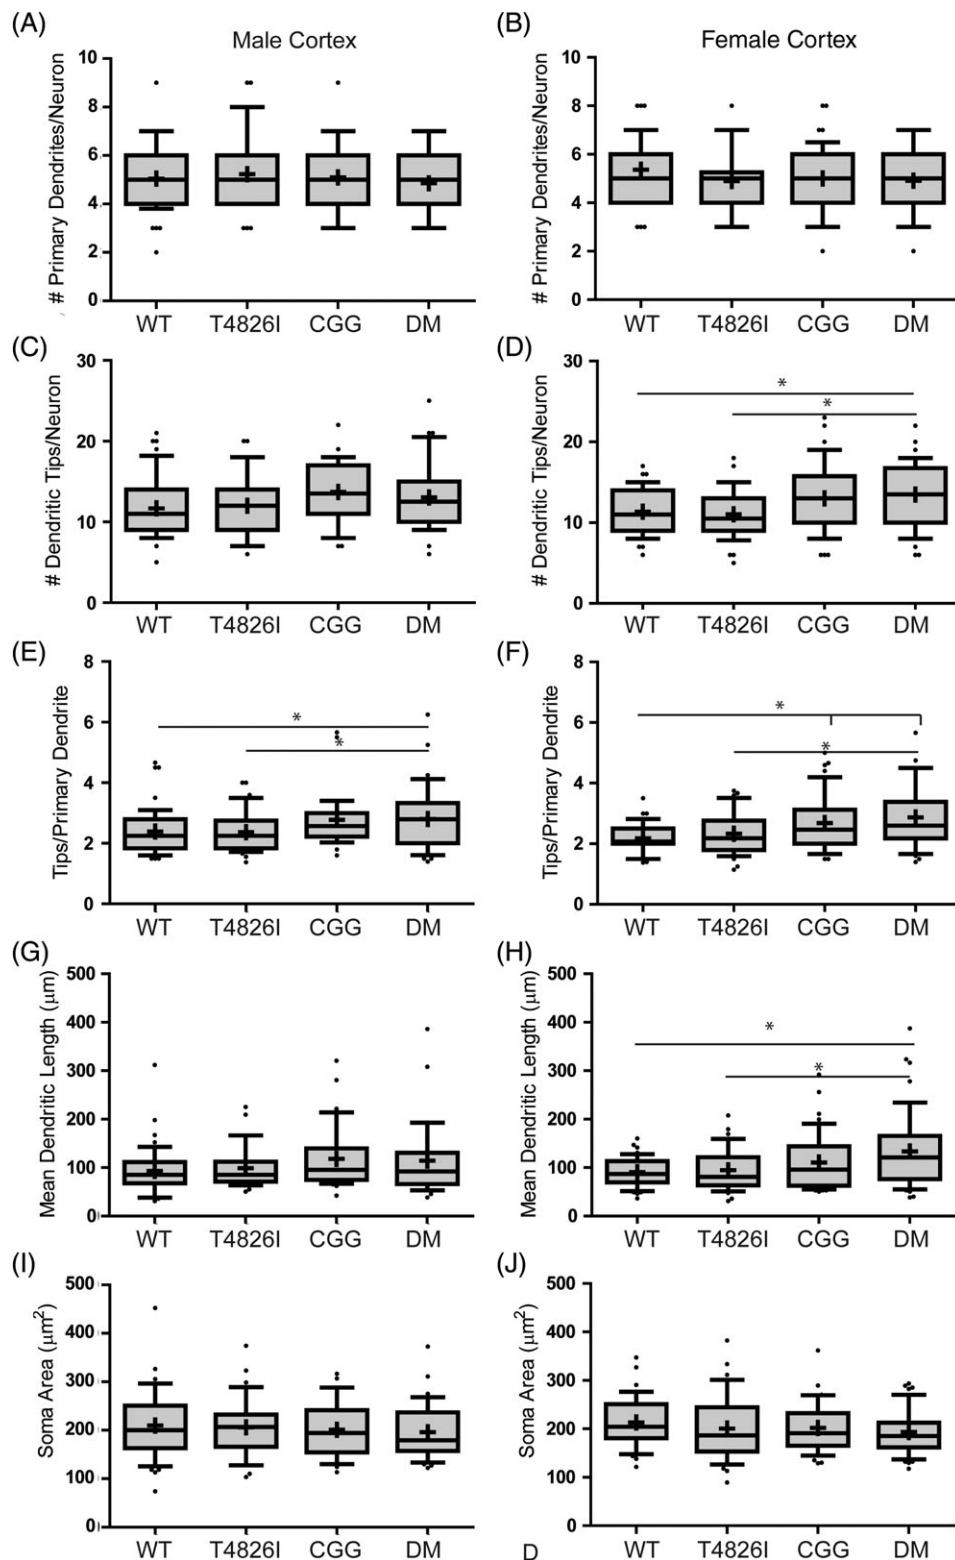 (A)
Male Cortex
# Primary Dendrites/Neuron
10
8
6
4
2
0
WT T4826I CGG DM
(B)
Female Cortex
# Primary Dendrites/Neuron
10
8
6
4
2
0
WT T4826I CGG DM
(C)
# Dendritic Tips/Neuron
30
20
10
0
WT T4826I CGG DM
(D)
# Dendritic Tips/Neuron
30
20
10
0
*
*
WT T4826I CGG DM
(E)
Tips/Primary Dendrite
8
6
4
2
0
*
*
WT T4826I CGG DM
(F)
Tips/Primary Dendrite
8
6
4
2
0
*
*
WT T4826I CGG DM
(G)
Mean Dendritic Length (μm)
500
400
300
200
100
0
WT T4826I CGG DM
(H)
Mean Dendritic Length (μm)
500
400
300
200
100
0
*
*
WT T4826I CGG DM
(I)
Soma Area (μm²)
500
400
300
200
100
0
WT T4826I CGG DM
(J)
Soma Area (μm²)
500
400
300
200
100
0
WT T4826I CGG DM
D